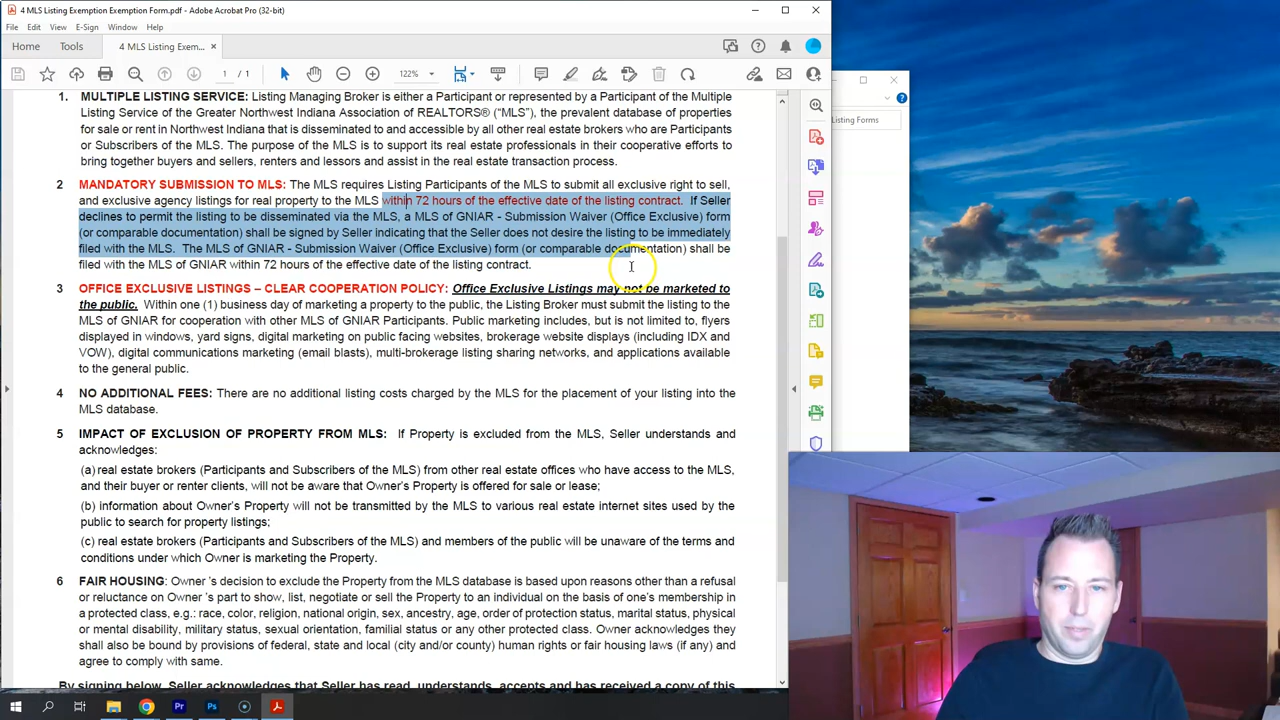 4 MLS Listing Exemption Exemption Form.pdf - Adobe Acrobat Pro (32-bit)
File Edit View E-Sign Window Help
Home Tools 4 MLS Listing Exem... ×
1 / 1 122%
1. MULTIPLE LISTING SERVICE: Listing Managing Broker is either a Participant or represented by a Participant of the Multiple
Listing Service of the Greater Northwest Indiana Association of REALTORS® (“MLS”), the prevalent database of properties
for sale or rent in Northwest Indiana that is disseminated to and accessible by all other real estate brokers who are Participants
or Subscribers of the MLS. The purpose of the MLS is to support its real estate professionals in their cooperative efforts to
bring together buyers and sellers, renters and lessors and assist in the real estate transaction process.
2 MANDATORY SUBMISSION TO MLS: The MLS requires Listing Participants of the MLS to submit all exclusive right to sell,
and exclusive agency listings for real property to the MLS within 72 hours of the effective date of the listing contract. If Seller
declines to permit the listing to be disseminated via the MLS, a MLS of GNIAR - Submission Waiver (Office Exclusive) form
(or comparable documentation) shall be signed by Seller indicating that the Seller does not desire the listing to be immediately
filed with the MLS. The MLS of GNIAR - Submission Waiver (Office Exclusive) form (or comparable documentation) shall be
filed with the MLS of GNIAR within 72 hours of the effective date of the listing contract.
3 OFFICE EXCLUSIVE LISTINGS – CLEAR COOPERATION POLICY: Office Exclusive Listings may not be marketed to
the public. Within one (1) business day of marketing a property to the public, the Listing Broker must submit the listing to the
MLS of GNIAR for cooperation with other MLS of GNIAR Participants. Public marketing includes, but is not limited to, flyers
displayed in windows, yard signs, digital marketing on public facing websites, brokerage website displays (including IDX and
VOW), digital communications marketing (email blasts), multi-brokerage listing sharing networks, and applications available
to the general public.
4 NO ADDITIONAL FEES: There are no additional listing costs charged by the MLS for the placement of your listing into the
MLS database.
5 IMPACT OF EXCLUSION OF PROPERTY FROM MLS: If Property is excluded from the MLS, Seller understands and
acknowledges:
(a) real estate brokers (Participants and Subscribers of the MLS) from other real estate offices who have access to the MLS,
and their buyer or renter clients, will not be aware that Owner's Property is offered for sale or lease;
(b) information about Owner's Property will not be transmitted by the MLS to various real estate internet sites used by the
public to search for property listings;
(c) real estate brokers (Participants and Subscribers of the MLS) and members of the public will be unaware of the terms and
conditions under which Owner is marketing the Property.
6 FAIR HOUSING: Owner 's decision to exclude the Property from the MLS database is based upon reasons other than a refusal
or reluctance on Owner 's part to show, list, negotiate or sell the Property to an individual on the basis of one's membership in
a protected class, e.g.: race, color, religion, national origin, sex, ancestry, age, order of protection status, marital status, physical
or mental disability, military status, sexual orientation, familial status or any other protected class. Owner acknowledges they
shall also be bound by provisions of federal, state and local (city and/or county) human rights or fair housing laws (if any) and
agree to comply with same.
By signing below, Seller acknowledges that Seller has read, understands, accepts and has received a copy of this
Listing Forms
Pr
Ps